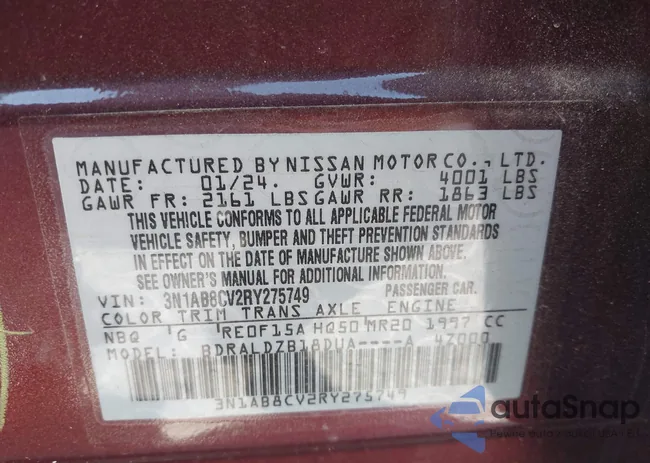 MANUFACTURED BY NISSAN MOTOR CO., LTD.
DATE: 01/24. GVWR: 4001 LBS
GAWR FR: 2161 LBS GAWR RR: 1863 LBS
THIS VEHICLE CONFORMS TO ALL APPLICABLE FEDERAL MOTOR
VEHICLE SAFETY, BUMPER AND THEFT PREVENTION STANDARDS
IN EFFECT ON THE DATE OF MANUFACTURE SHOWN ABOVE.
SEE OWNER'S MANUAL FOR ADDITIONAL INFORMATION.
VIN: 3N1AB8CV2RY275749 PASSENGER CAR.
COLOR TRIM TRANS AXLE ENGINE
NBQ G RE0F15A HQ50 MR20 1997 CC
MODEL: BDRALDZB18DUA----A 47000
3N1AB8CV2RY275749
autoSnap